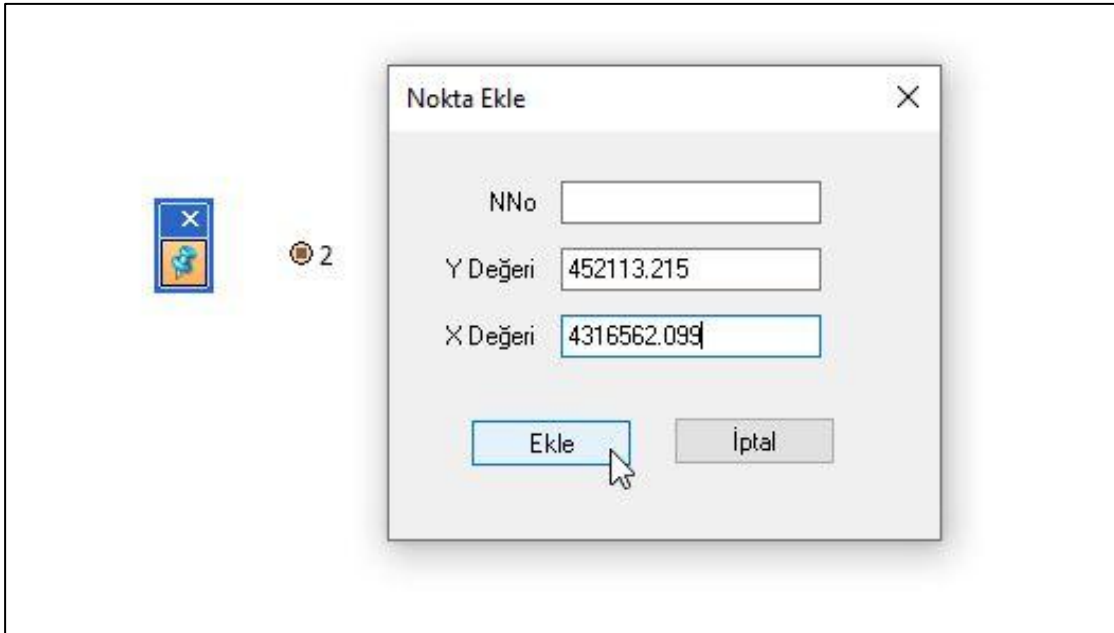 Nokta Ekle
NNo
2
Y Değeri 452113.215
X Değeri 4316562.099
Ekle İptal